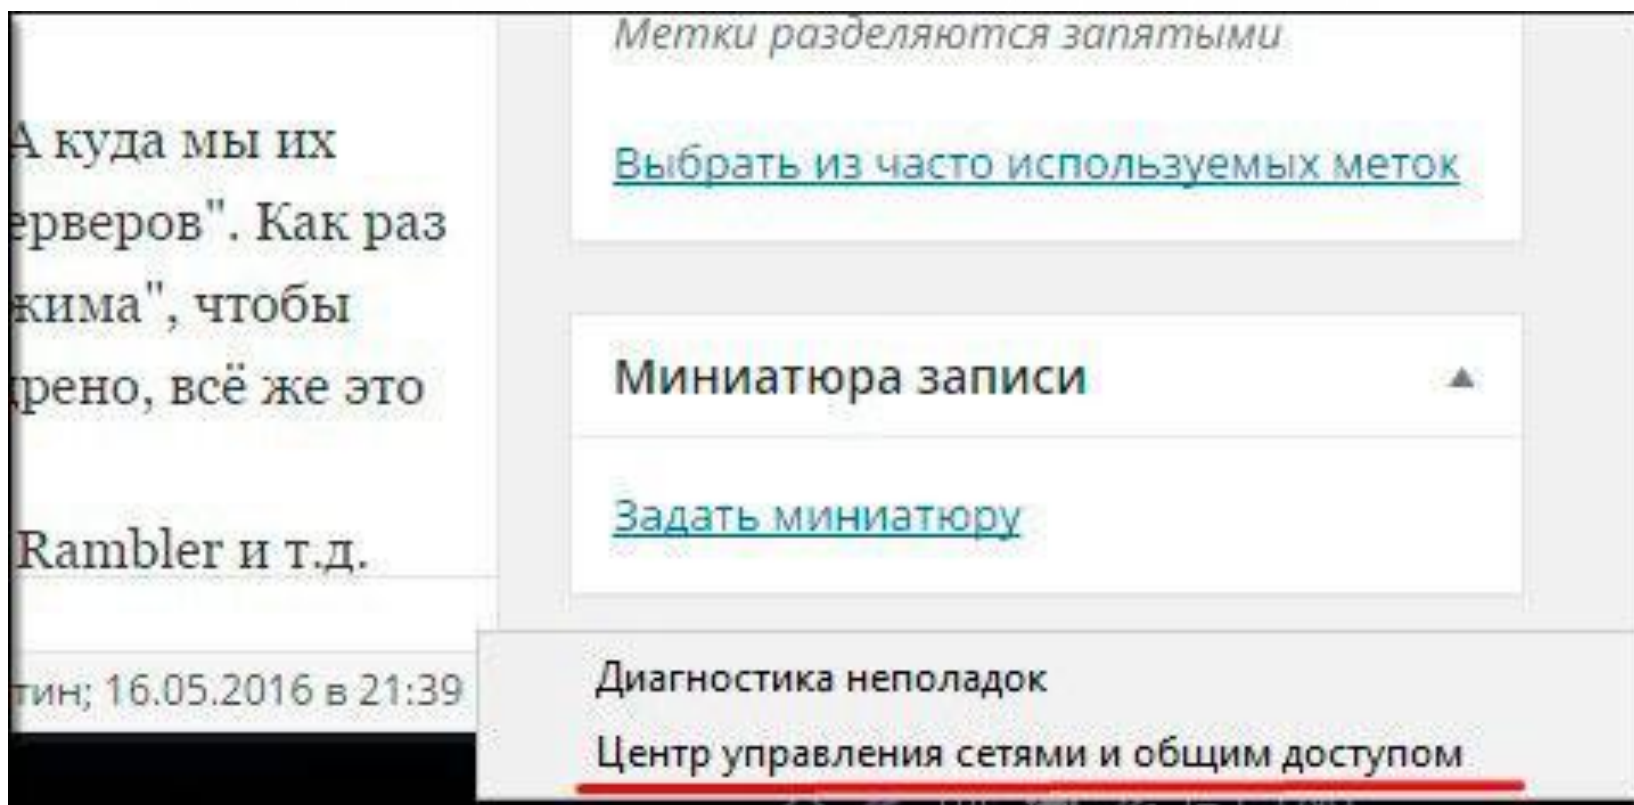 Метки разделяются запятыми
Выбрать из часто используемых меток
А куда мы их
ерверов". Как раз
жима", чтобы
дрено, всё же это
Rambler и т.д.
тин; 16.05.2016 в 21:39
Миниатюра записи
Задать миниатюру
Диагностика неполадок
Центр управления сетями и общим доступом